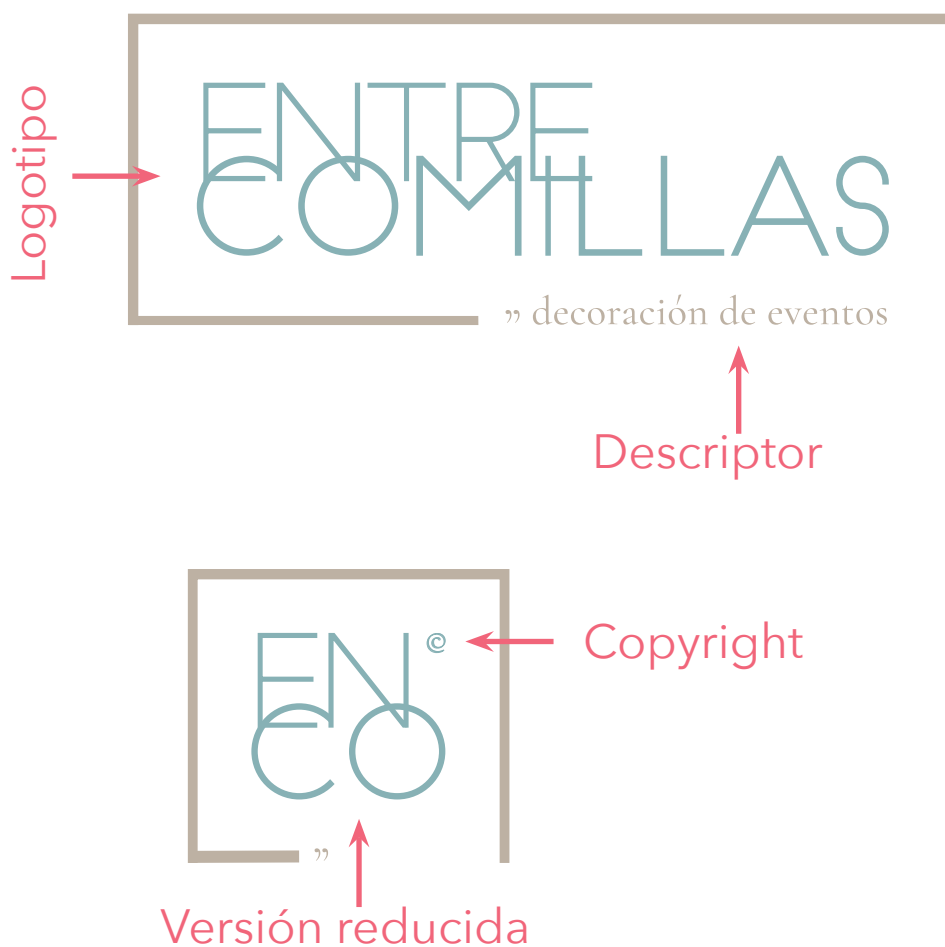 Logotipo
ENTRE
COMILLAS
” decoración de eventos
Descriptor
EN©
CO
”
Copyright
Versión reducida